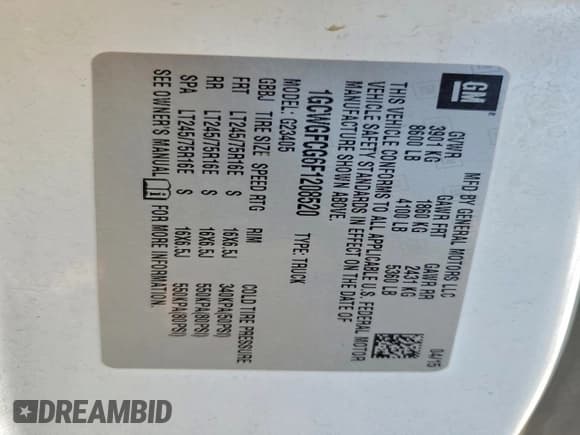 GM
MFD BY GENERAL MOTORS LLC 04/15
GVWR GAWR FRT GAWR RR
3901 KG 1860 KG 2431 KG
8600 LB 4100 LB 5360 LB
THIS VEHICLE CONFORMS TO ALL APPLICABLE U.S. FEDERAL MOTOR
VEHICLE SAFETY STANDARDS IN EFFECT ON THE DATE OF
MANUFACTURE SHOWN ABOVE.
1GCWGFCG6F1208520 TYPE: TRUCK
MODEL: G23405
GBBJ TIRE SIZE SPEED RTG RIM COLD TIRE PRESSURE
FRT LT245/75R16E S 16X6.5J 340KPA(50PSI)
RR LT245/75R16E S 16X6.5J 550KPA(80PSI)
SPA LT245/75R16E S 16X6.5J 550KPA(80PSI)
SEE OWNER'S MANUAL FOR MORE INFORMATION.
DREAMBID